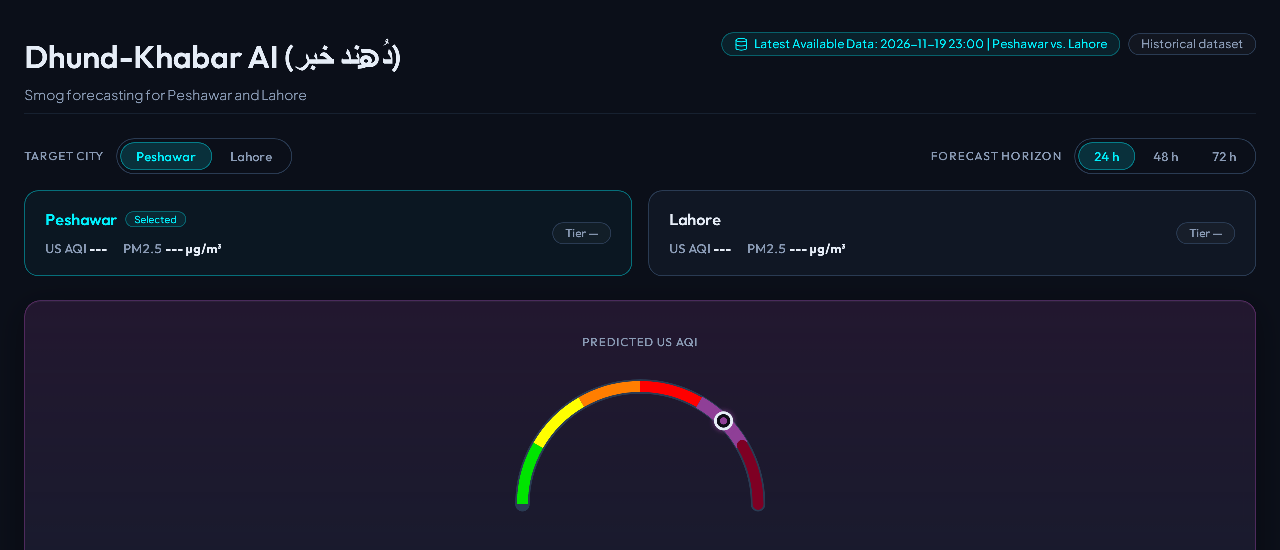 Dhund-Khabar AI (دُھند خبر)
Latest Available Data: 2026-11-19 23:00 | Peshawar vs. Lahore
Historical dataset
Smog forecasting for Peshawar and Lahore
TARGET CITY
Peshawar
Lahore
FORECAST HORIZON
24 h
48 h
72 h
Peshawar
Selected
US AQI --- PM2.5 --- µg/m³
Tier —
Lahore
US AQI --- PM2.5 --- µg/m³
Tier —
PREDICTED US AQI